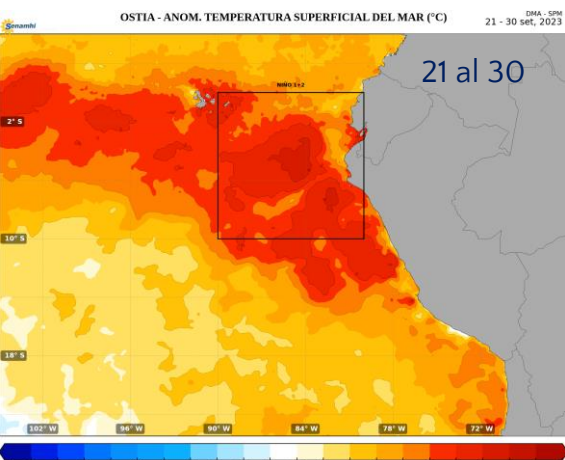 Senamhi
OSTIA - ANOM. TEMPERATURA SUPERFICIAL DEL MAR (°C)
DMA - SPM
21 - 30 set, 2023
21 al 30
NIÑO 1+2
2° S
10° S
18° S
102° W
96° W
90° W
84° W
78° W
72° W